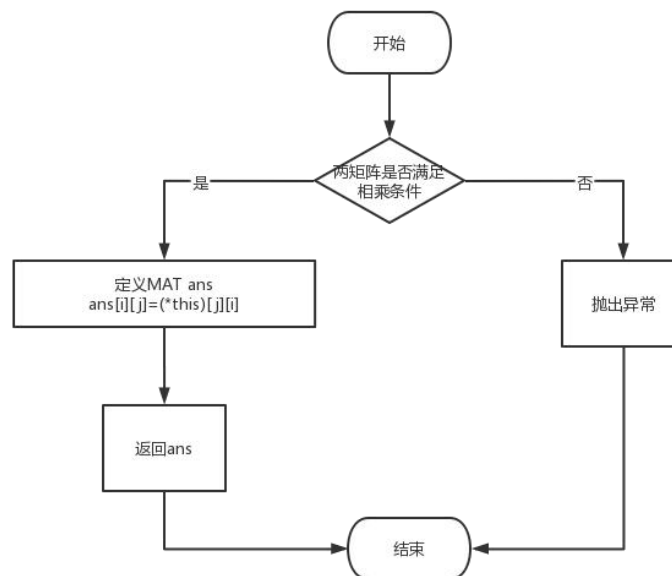 开始
两矩阵是否满足
相乘条件
是
否
定义MAT ans
ans[i][j]=(*this)[j][i]
抛出异常
返回ans
结束